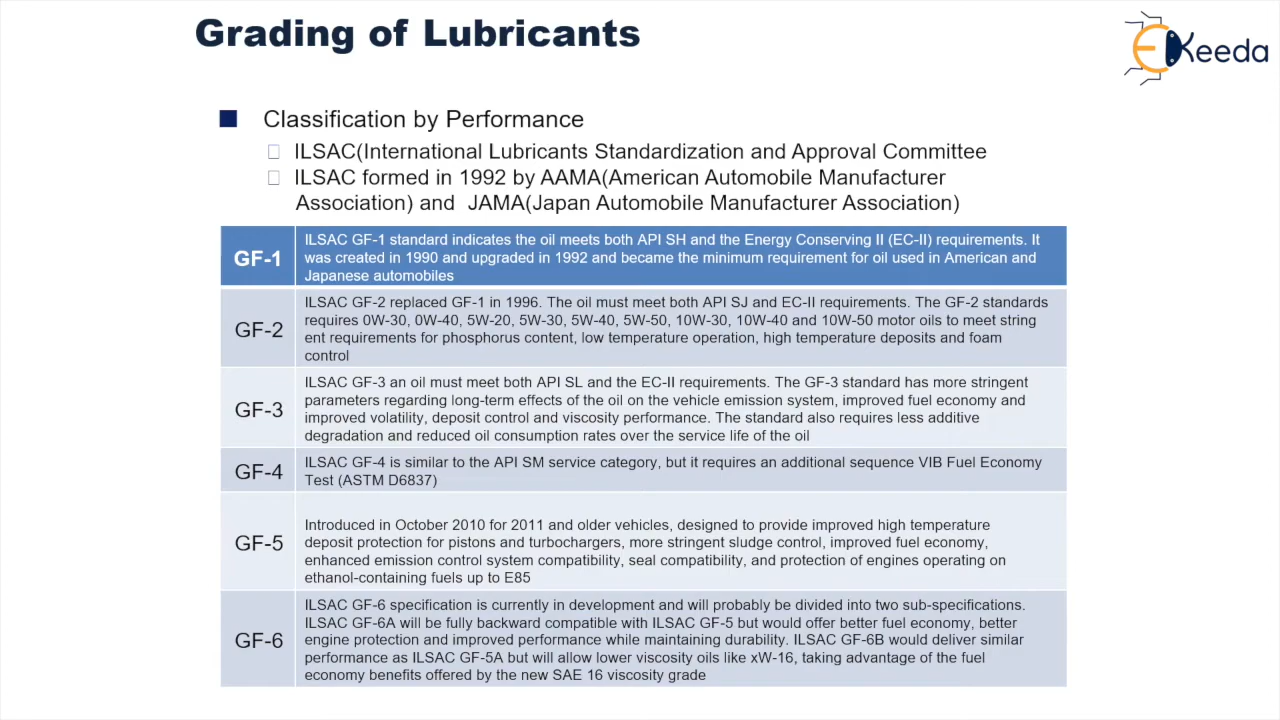 Grading of Lubricants
EKeeda
Classification by Performance
ILSAC(International Lubricants Standardization and Approval Committee
ILSAC formed in 1992 by AAMA(American Automobile Manufacturer
Association) and JAMA(Japan Automobile Manufacturer Association)
GF-1
ILSAC GF-1 standard indicates the oil meets both API SH and the Energy Conserving II (EC-II) requirements. It
was created in 1990 and upgraded in 1992 and became the minimum requirement for oil used in American and
Japanese automobiles
GF-2
ILSAC GF-2 replaced GF-1 in 1996. The oil must meet both API SJ and EC-II requirements. The GF-2 standards
requires 0W-30, 0W-40, 5W-20, 5W-30, 5W-40, 5W-50, 10W-30, 10W-40 and 10W-50 motor oils to meet string
ent requirements for phosphorus content, low temperature operation, high temperature deposits and foam
control
GF-3
ILSAC GF-3 an oil must meet both API SL and the EC-II requirements. The GF-3 standard has more stringent
parameters regarding long-term effects of the oil on the vehicle emission system, improved fuel economy and
improved volatility, deposit control and viscosity performance. The standard also requires less additive
degradation and reduced oil consumption rates over the service life of the oil
GF-4
ILSAC GF-4 is similar to the API SM service category, but it requires an additional sequence VIB Fuel Economy
Test (ASTM D6837)
GF-5
Introduced in October 2010 for 2011 and older vehicles, designed to provide improved high temperature
deposit protection for pistons and turbochargers, more stringent sludge control, improved fuel economy,
enhanced emission control system compatibility, seal compatibility, and protection of engines operating on
ethanol-containing fuels up to E85
GF-6
ILSAC GF-6 specification is currently in development and will probably be divided into two sub-specifications.
ILSAC GF-6A will be fully backward compatible with ILSAC GF-5 but would offer better fuel economy, better
engine protection and improved performance while maintaining durability. ILSAC GF-6B would deliver similar
performance as ILSAC GF-5A but will allow lower viscosity oils like xW-16, taking advantage of the fuel
economy benefits offered by the new SAE 16 viscosity grade